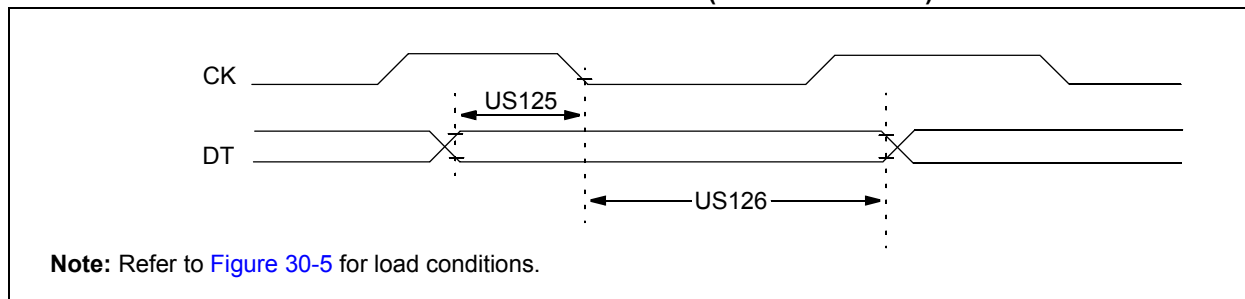 CK
US125
DT
US126
Note: Refer to Figure 30-5 for load conditions.